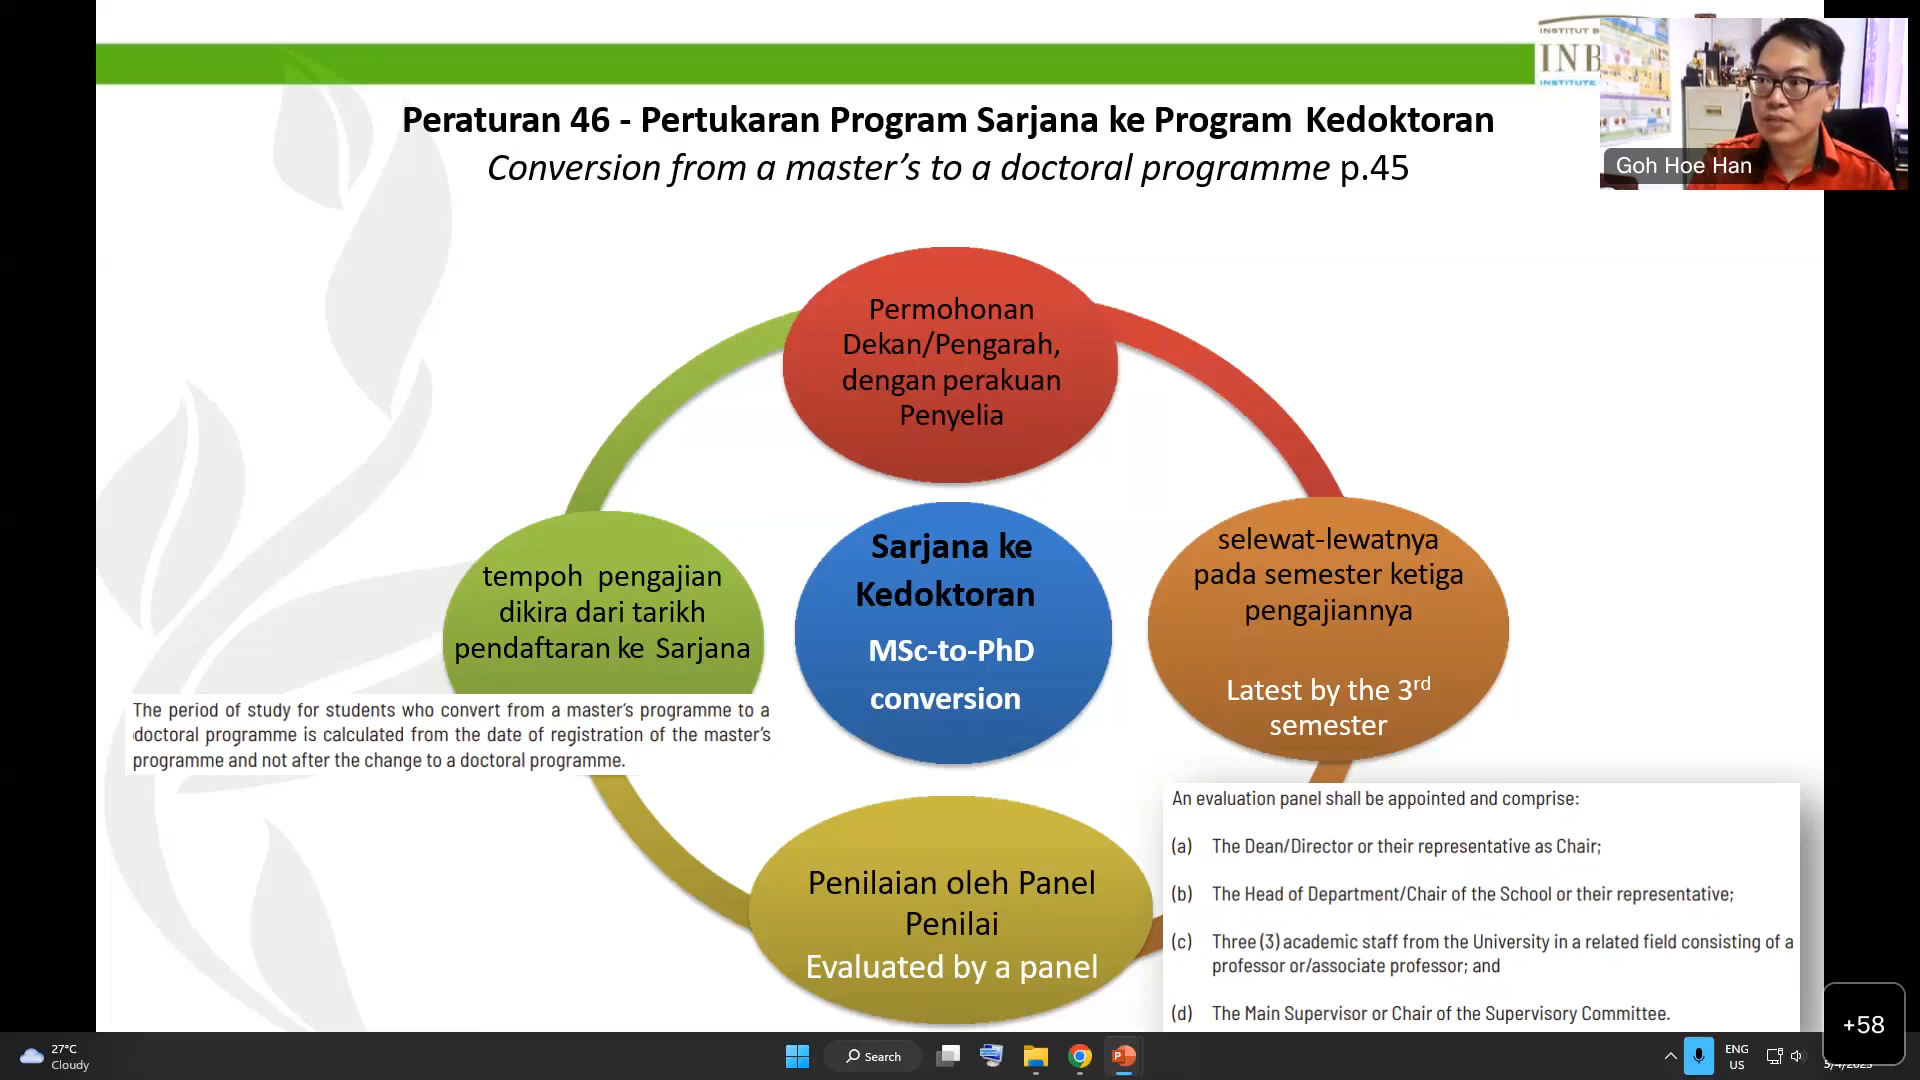 INSTITUT
INB
INSTITUTE
Goh Hoe Han
Peraturan 46 - Pertukaran Program Sarjana ke Program Kedoktoran
Conversion from a master's to a doctoral programme p.45
Permohonan
Dekan/Pengarah,
dengan perakuan
Penyelia
selewat-lewatnya
pada semester ketiga
pengajiannya
Latest by the 3rd
semester
Sarjana ke
Kedoktoran
MSc-to-PhD
conversion
tempoh pengajian
dikira dari tarikh
pendaftaran ke Sarjana
The period of study for students who convert from a master's programme to a
doctoral programme is calculated from the date of registration of the master's
programme and not after the change to a doctoral programme.
Penilaian oleh Panel
Penilai
Evaluated by a panel
An evaluation panel shall be appointed and comprise:
(a) The Dean/Director or their representative as Chair;
(b) The Head of Department/Chair of the School or their representative;
(c) Three (3) academic staff from the University in a related field consisting of a
professor or/associate professor; and
(d) The Main Supervisor or Chair of the Supervisory Committee.
+58
27°C
Cloudy
Search
ENG
US